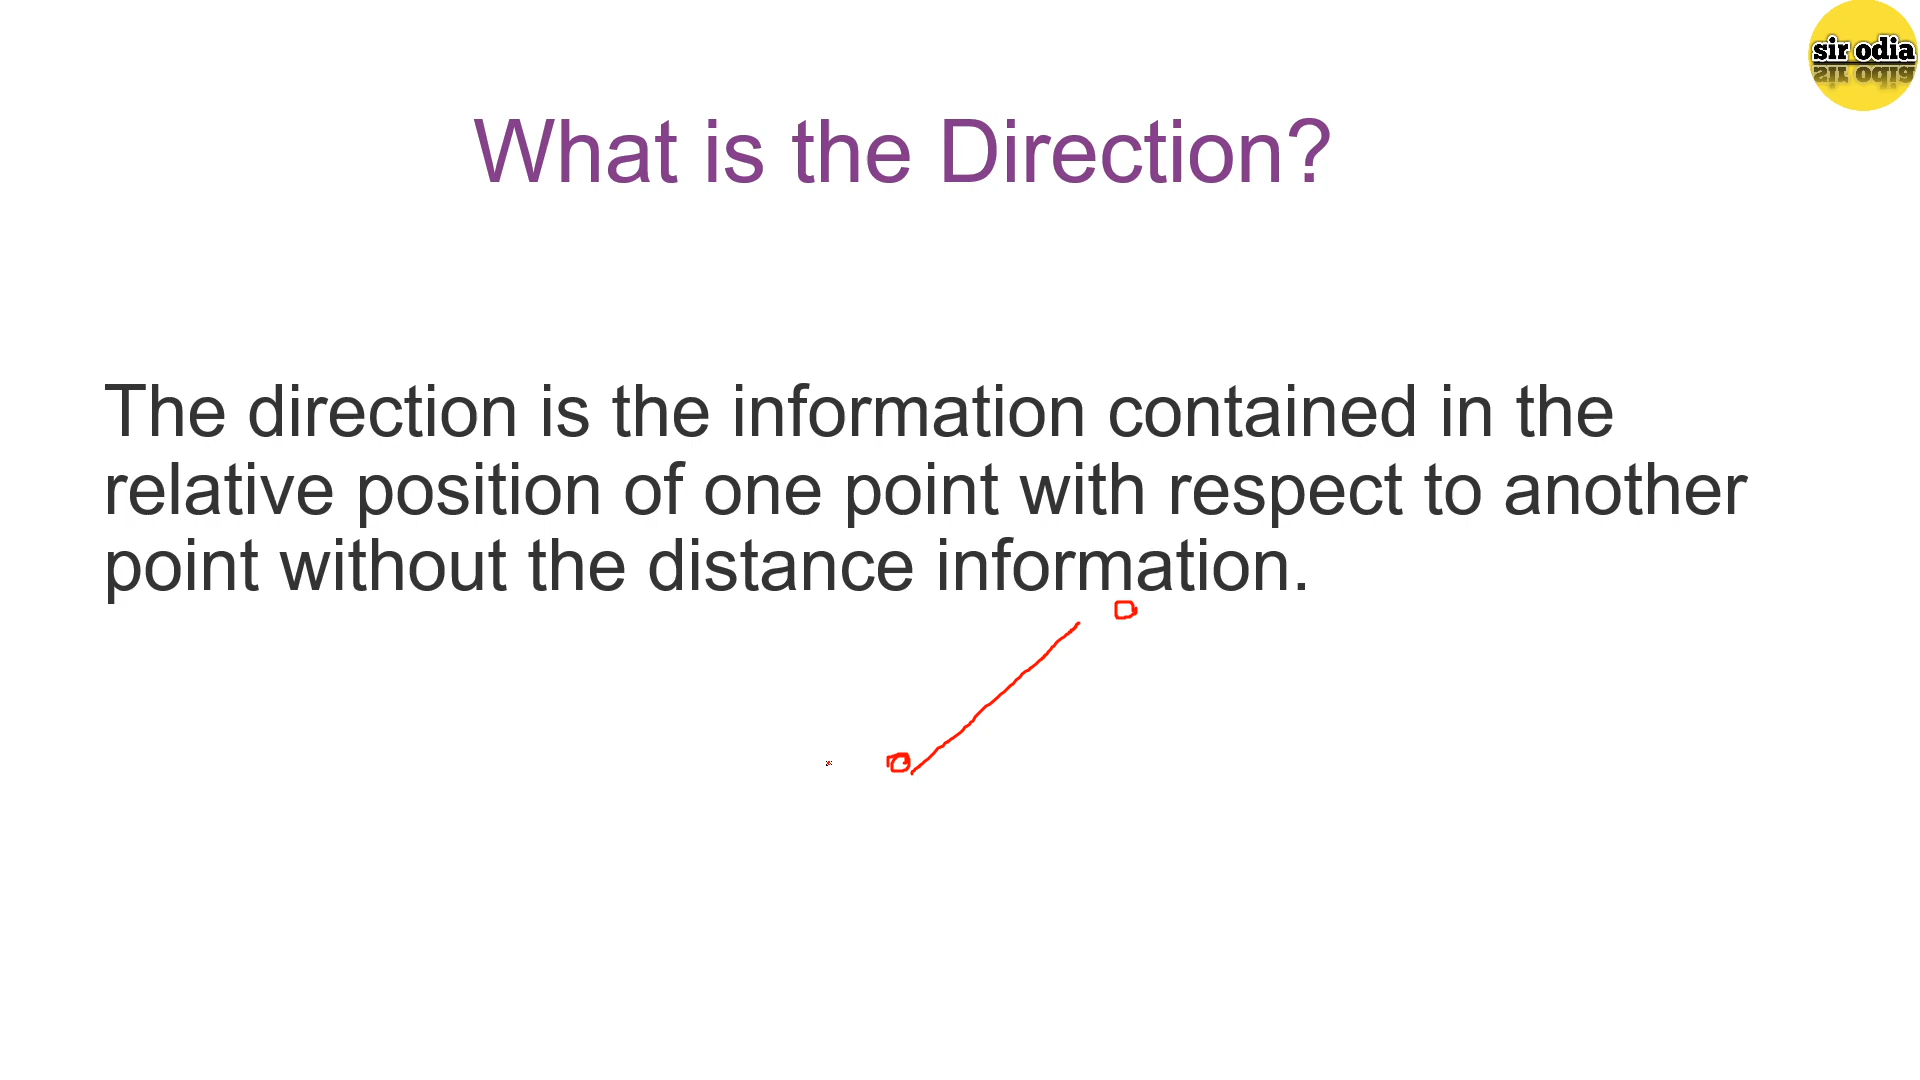 sir odia
What is the Direction?
The direction is the information contained in the
relative position of one point with respect to another
point without the distance information.